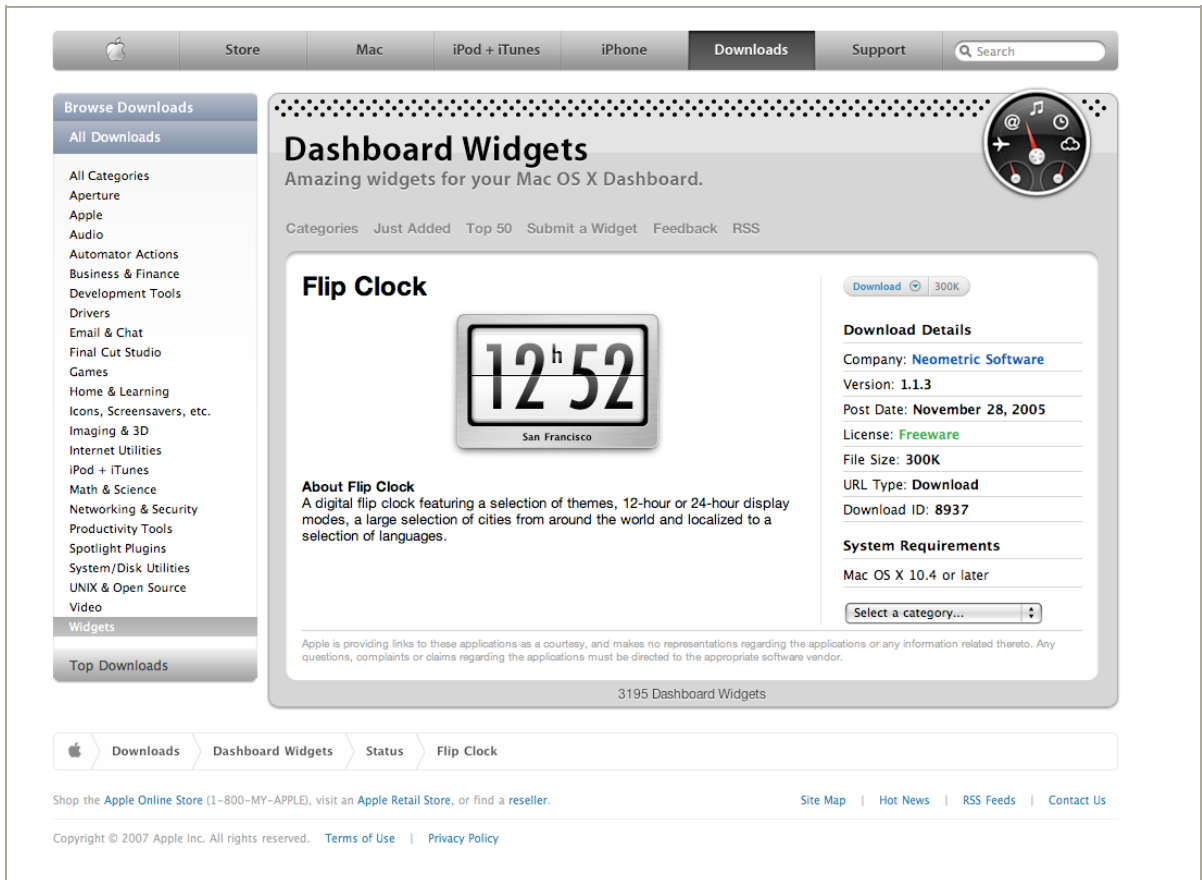 Store Mac iPod + iTunes iPhone Downloads Support Search
Browse Downloads
All Downloads
All Categories
Aperture
Apple
Audio
Automator Actions
Business & Finance
Development Tools
Drivers
Email & Chat
Final Cut Studio
Games
Home & Learning
Icons, Screensavers, etc.
Imaging & 3D
Internet Utilities
iPod + iTunes
Math & Science
Networking & Security
Productivity Tools
Spotlight Plugins
System/Disk Utilities
UNIX & Open Source
Video
Widgets
Top Downloads
Dashboard Widgets
Amazing widgets for your Mac OS X Dashboard.
Categories Just Added Top 50 Submit a Widget Feedback RSS
Flip Clock
12 h 52
San Francisco
About Flip Clock
A digital flip clock featuring a selection of themes, 12-hour or 24-hour display
modes, a large selection of cities from around the world and localized to a
selection of languages.
Download 300K
Download Details
Company: Neometric Software
Version: 1.1.3
Post Date: November 28, 2005
License: Freeware
File Size: 300K
URL Type: Download
Download ID: 8937
System Requirements
Mac OS X 10.4 or later
Select a category...
Apple is providing links to these applications as a courtesy, and makes no representations regarding the applications or any information related thereto. Any
questions, complaints or claims regarding the applications must be directed to the appropriate software vendor.
3195 Dashboard Widgets
Downloads Dashboard Widgets Status Flip Clock
Shop the Apple Online Store (1-800-MY-APPLE), visit an Apple Retail Store, or find a reseller.
Site Map | Hot News | RSS Feeds | Contact Us
Copyright © 2007 Apple Inc. All rights reserved. Terms of Use | Privacy Policy